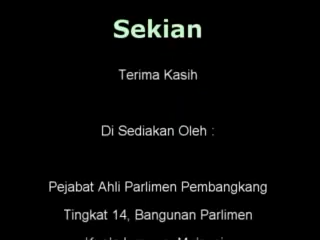 Sekian
Terima Kasih
Di Sediakan Oleh :
Pejabat Ahli Parlimen Pembangkang
Tingkat 14, Bangunan Parlimen